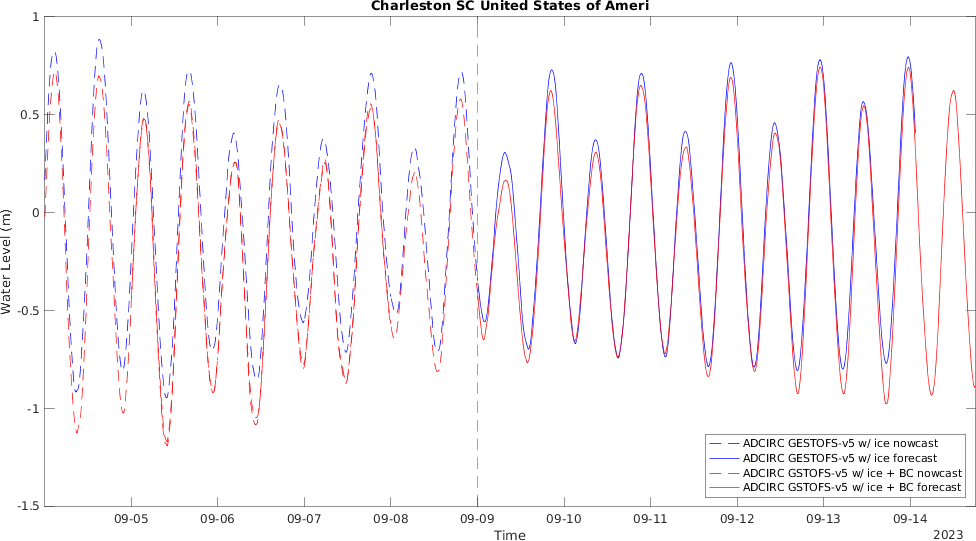 Charleston SC United States of Ameri
Water Level (m)
1
0.5
0
-0.5
-1
-1.5
ADCIRC GESTOFS-v5 w/ ice nowcast
ADCIRC GESTOFS-v5 w/ ice forecast
ADCIRC GSTOFS-v5 w/ ice + BC nowcast
ADCIRC GSTOFS-v5 w/ ice + BC forecast
09-05 09-06 09-07 09-08 09-09 09-10 09-11 09-12 09-13 09-14
Time
2023